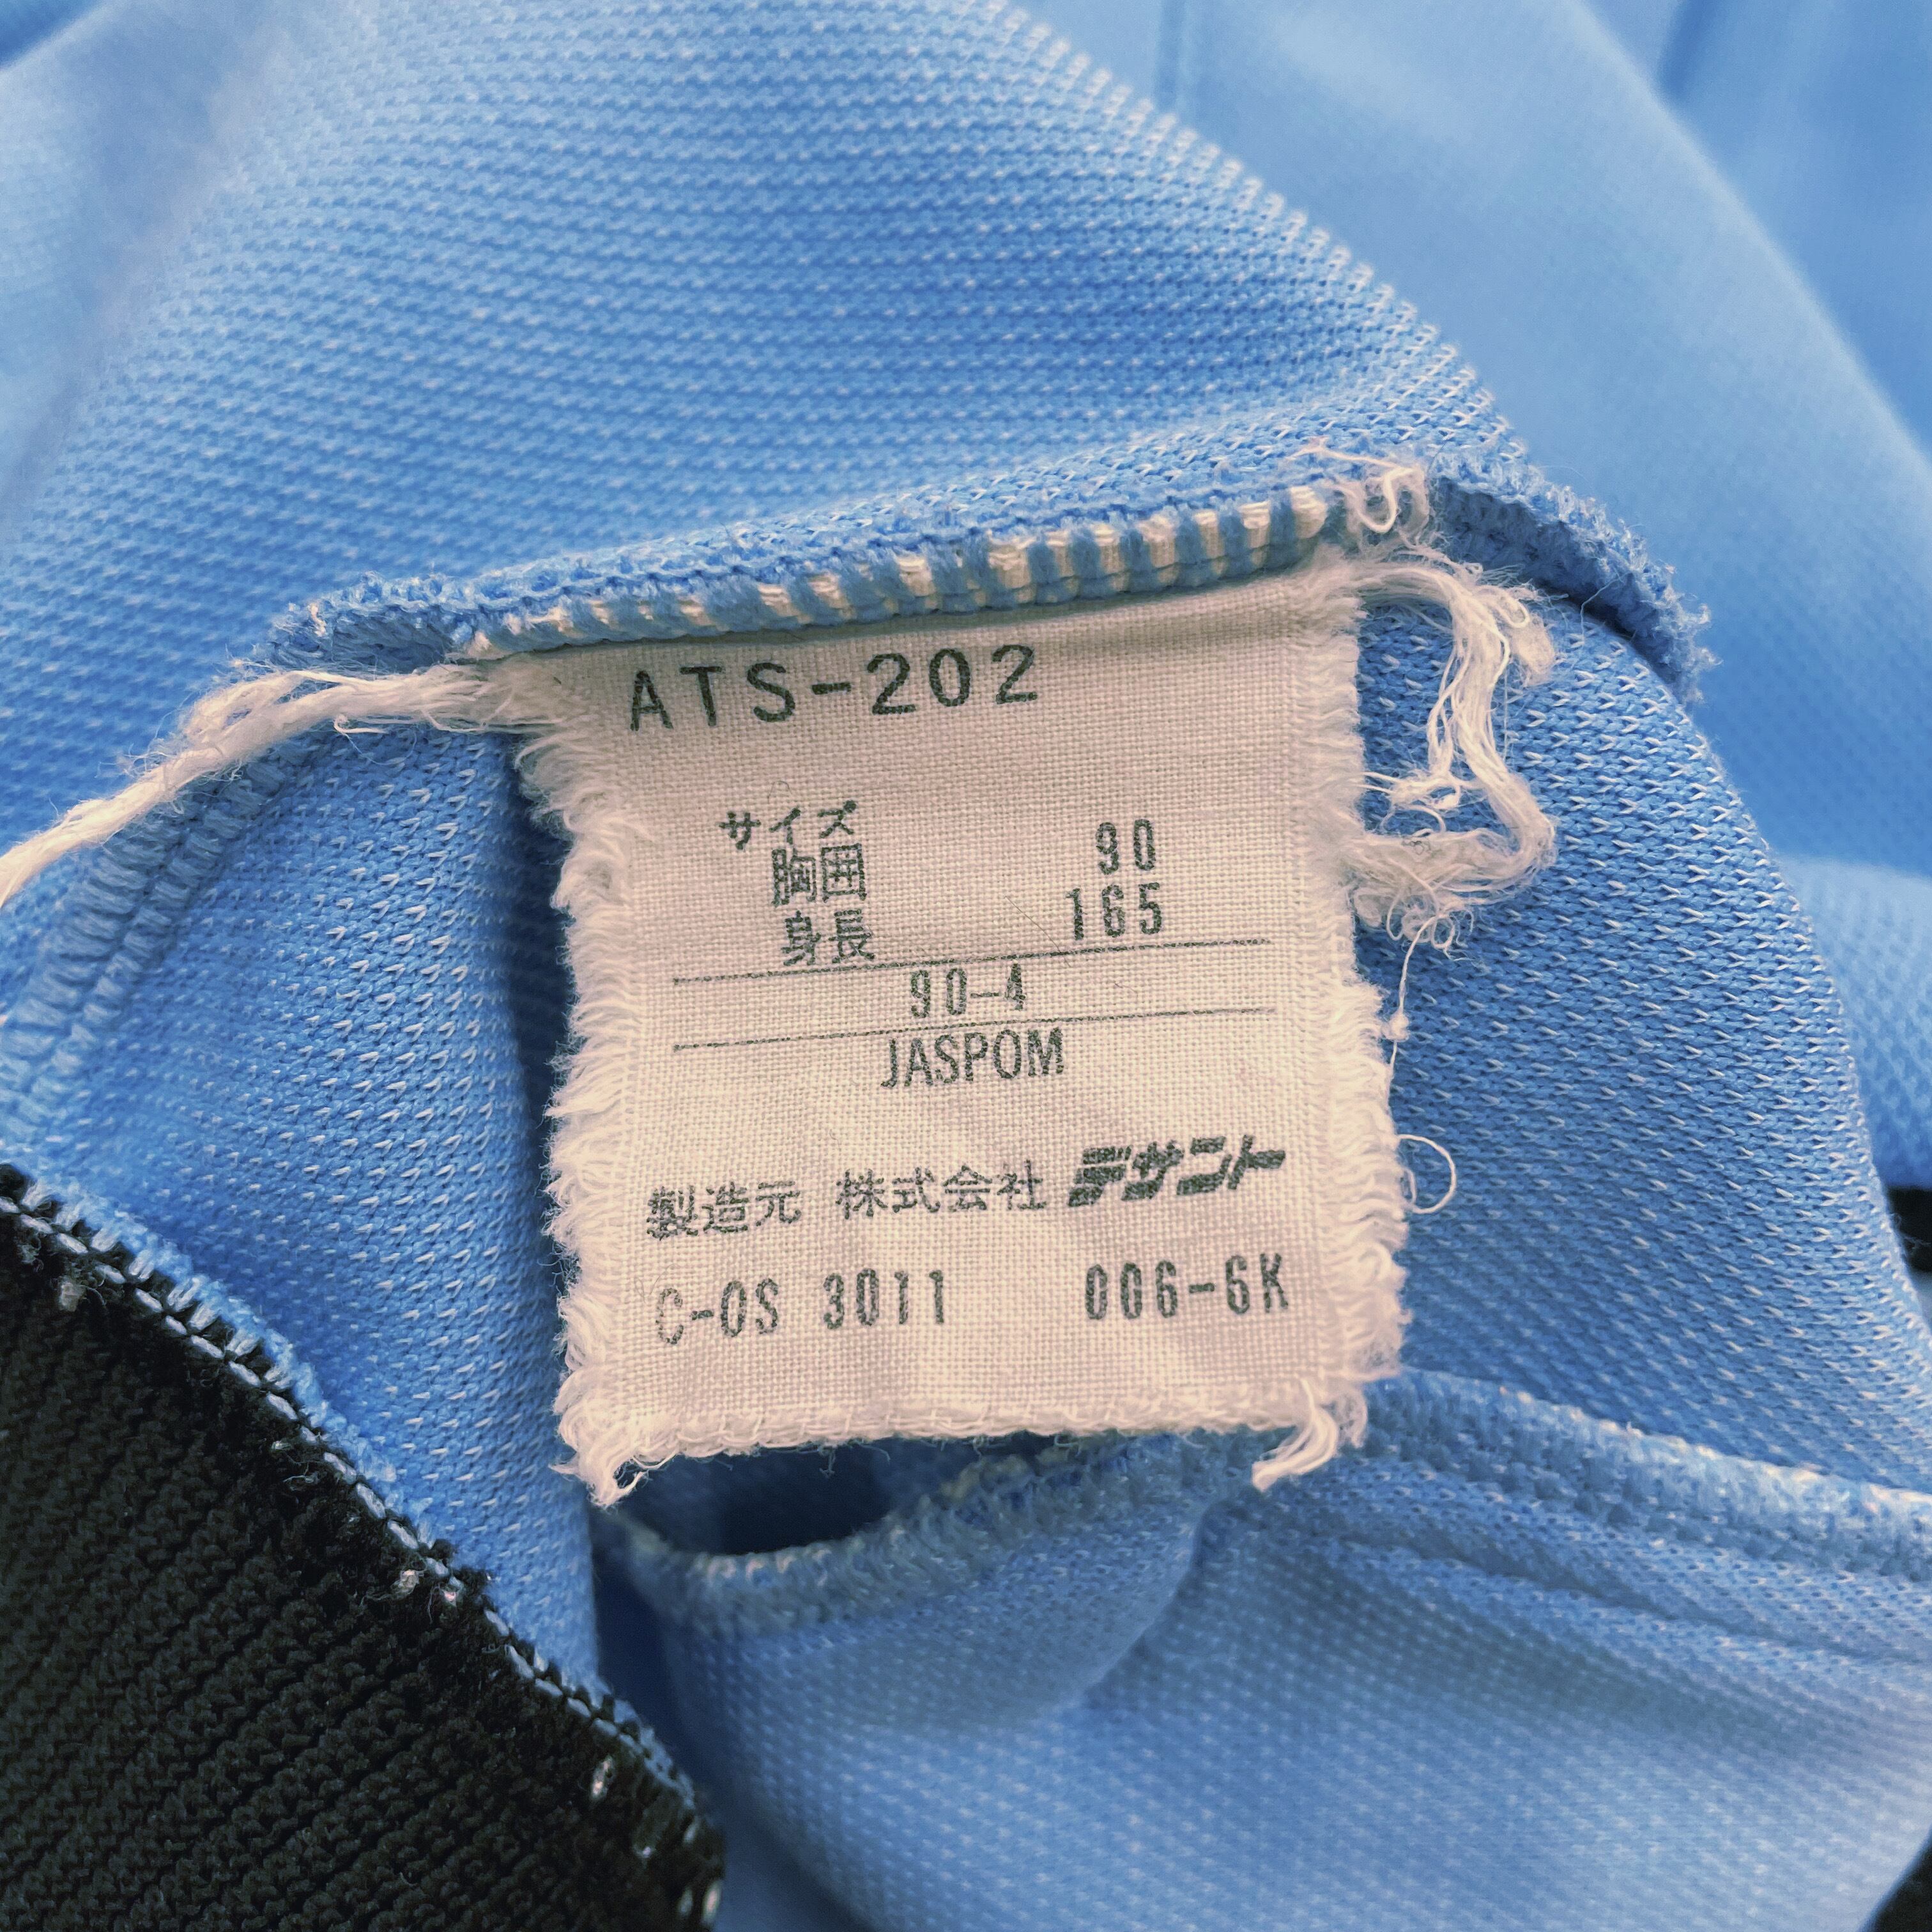 ATS-202
サイズ
胸囲 90
身長 165
90-4
JASPOM
製造元 株式会社 デサント
C-OS 3011 006-6K